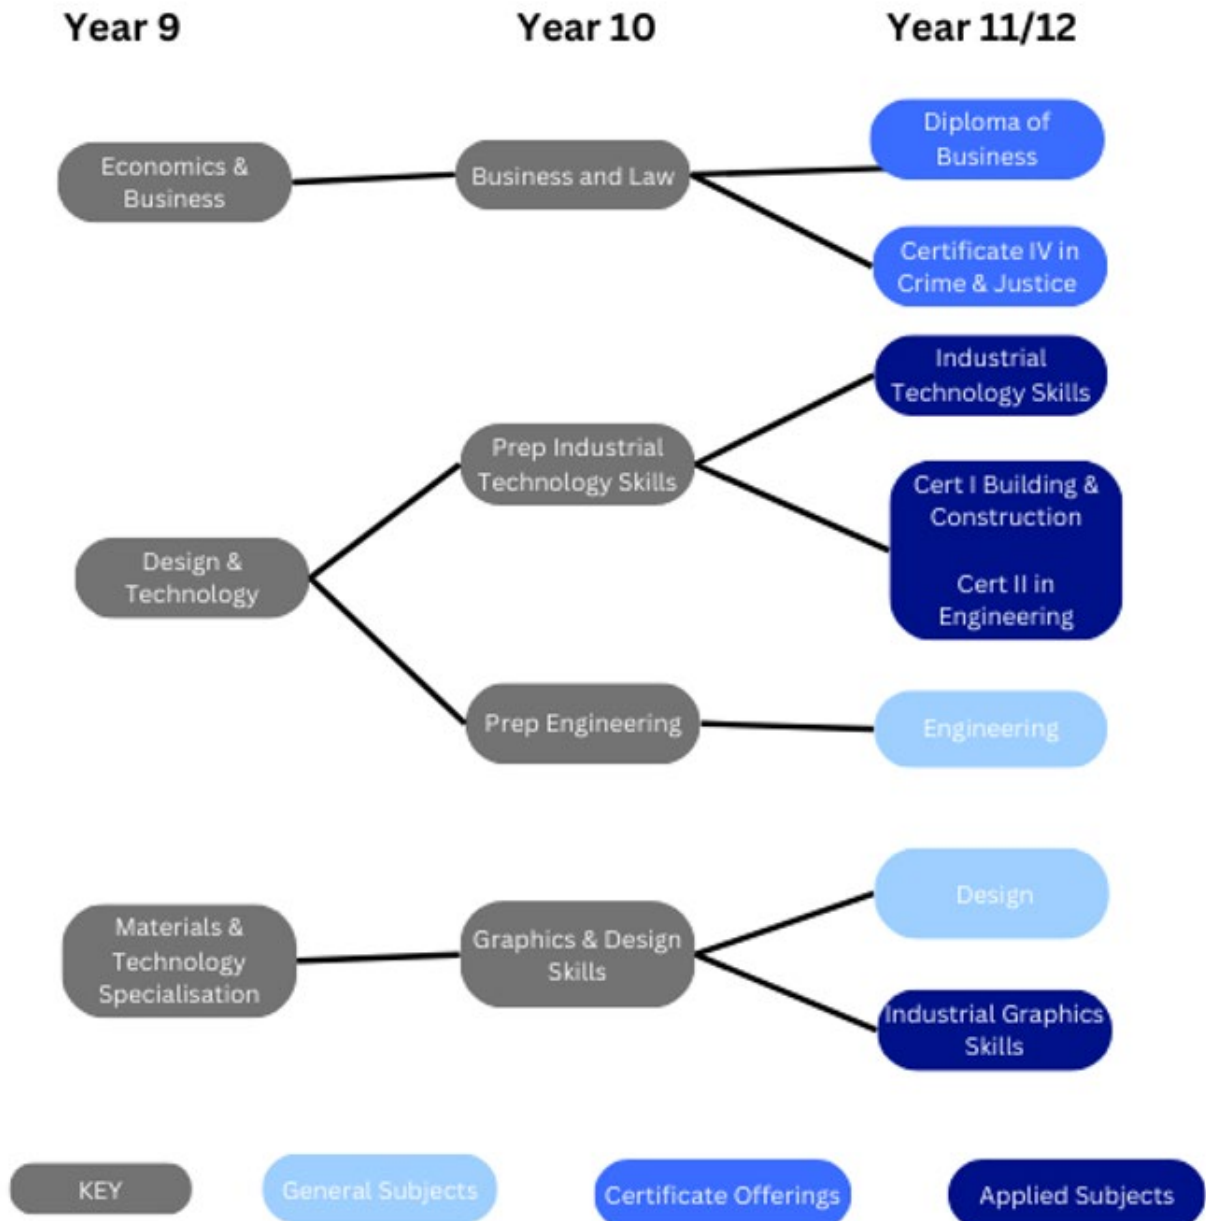 Year 9
Year 10
Year 11/12
Economics &
Business
Business and Law
Diploma of
Business
Certificate IV in
Crime & Justice
Design &
Technology
Prep Industrial
Technology Skills
Industrial
Technology Skills
Cert I Building &
Construction
Cert II in
Engineering
Prep Engineering
Engineering
Materials &
Technology
Specialisation
Graphics & Design
Skills
Design
Industrial Graphics
Skills
KEY
General Subjects
Certificate Offerings
Applied Subjects